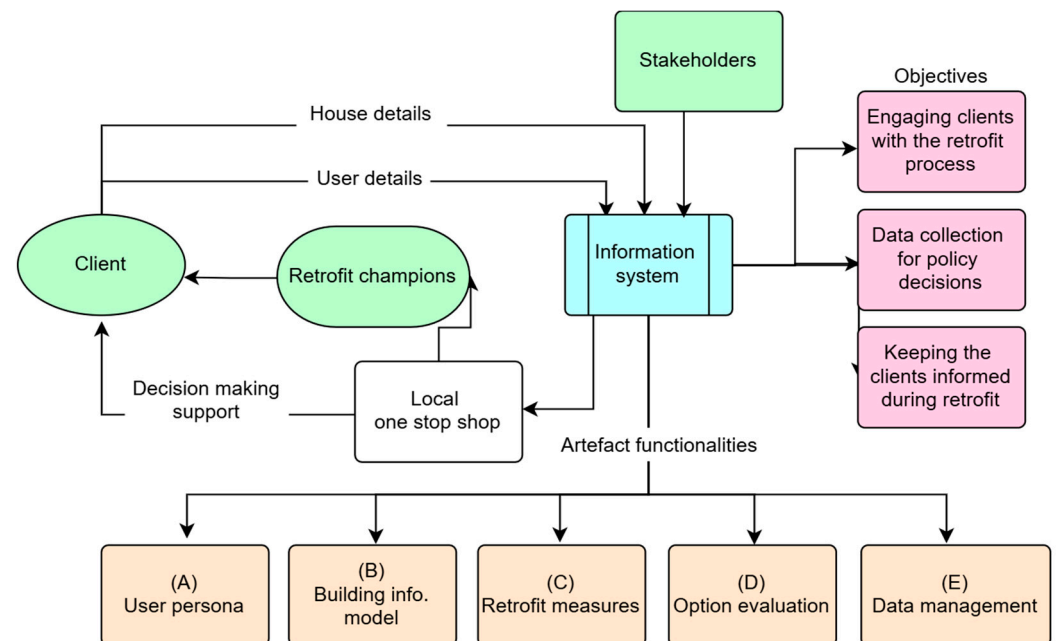 Stakeholders
Objectives
House details
Engaging clients
with the retrofit
process
User details
Client
Retrofit champions
Information
system
Data collection
for policy
decisions
Decision making
support
Local
one stop shop
Keeping the
clients informed
during retrofit
Artefact functionalities
(A)
User persona
(B)
Building info.
model
(C)
Retrofit measures
(D)
Option evaluation
(E)
Data management